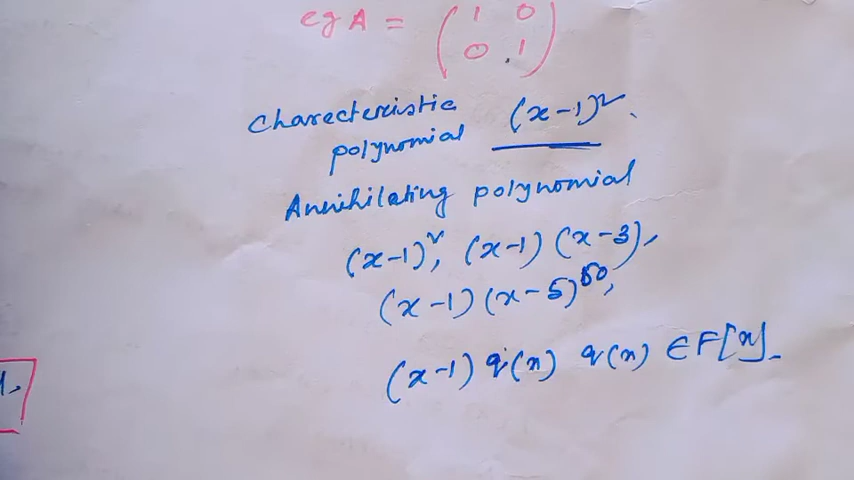 eg A = ( 1 0
0 1 )
Charecteristic (x-1)².
polynomial
Annihilating polynomial
(x-1)², (x-1)(x-3),
(x-1)(x-5)⁵⁰,
(x-1) q(x) q(x) ∈ F[x].